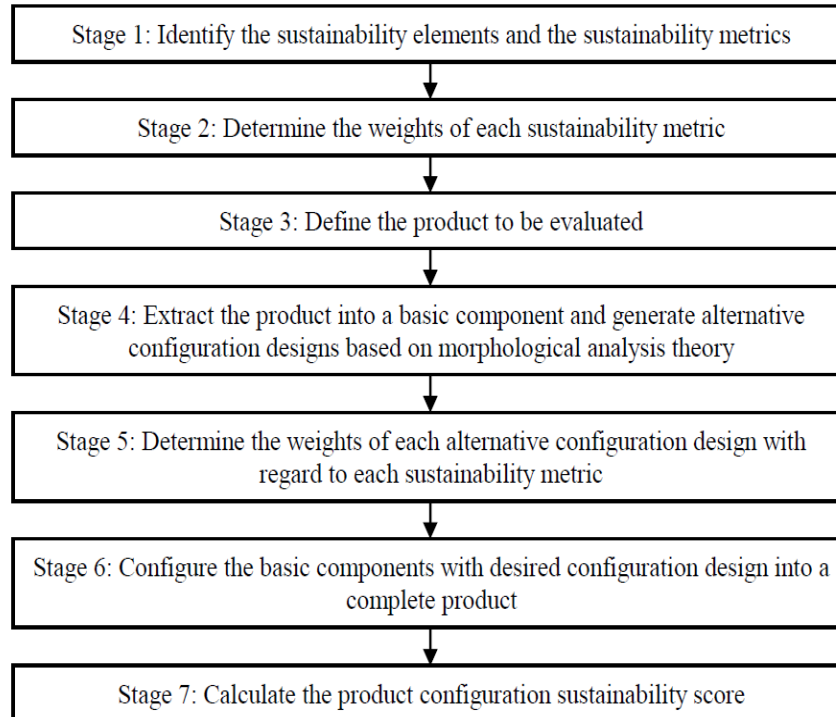 Stage 1: Identify the sustainability elements and the sustainability metrics
Stage 2: Determine the weights of each sustainability metric
Stage 3: Define the product to be evaluated
Stage 4: Extract the product into a basic component and generate alternative
configuration designs based on morphological analysis theory
Stage 5: Determine the weights of each alternative configuration design with
regard to each sustainability metric
Stage 6: Configure the basic components with desired configuration design into a
complete product
Stage 7: Calculate the product configuration sustainability score